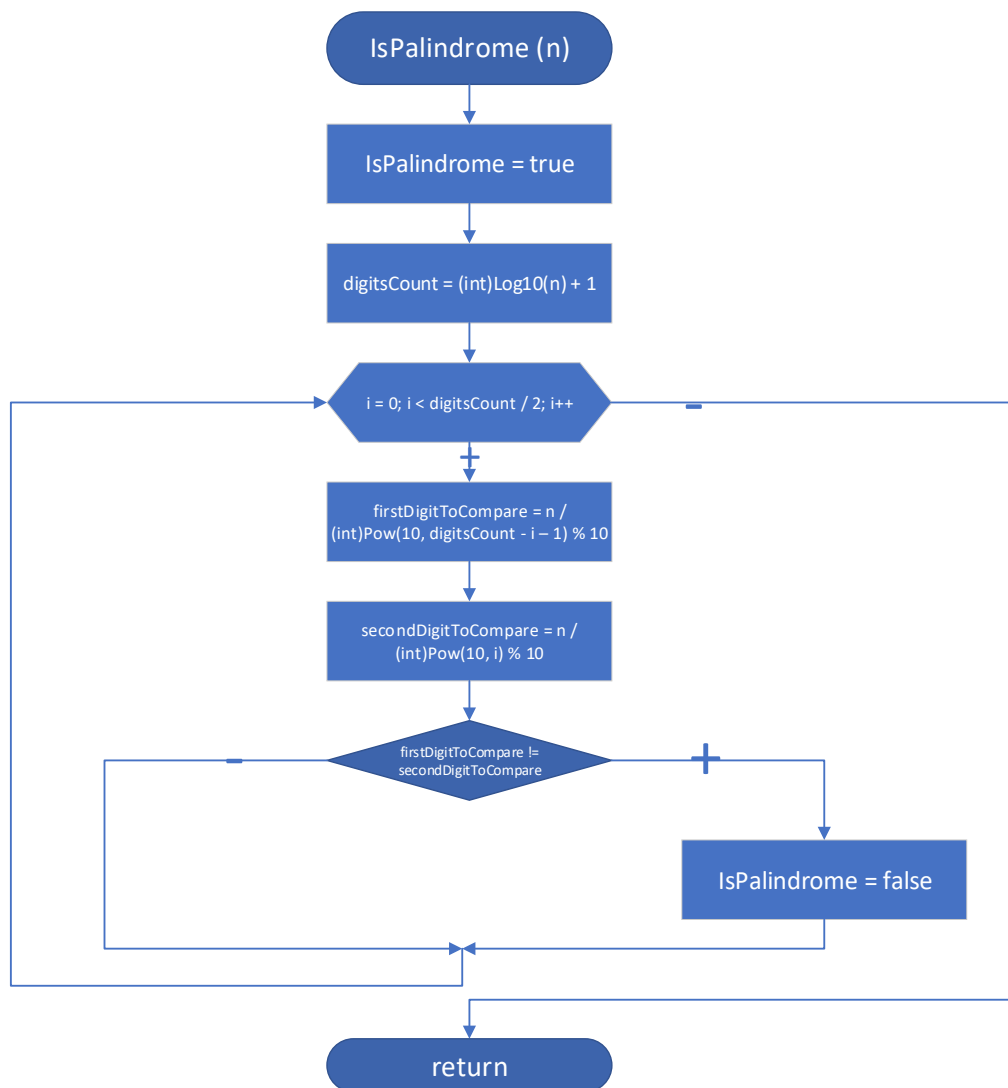 IsPalindrome (n)
IsPalindrome = true
digitsCount = (int)Log10(n) + 1
i = 0; i < digitsCount / 2; i++
-
+
firstDigitToCompare = n /
(int)Pow(10, digitsCount - i – 1) % 10
secondDigitToCompare = n /
(int)Pow(10, i) % 10
firstDigitToCompare !=
secondDigitToCompare
-
+
IsPalindrome = false
return